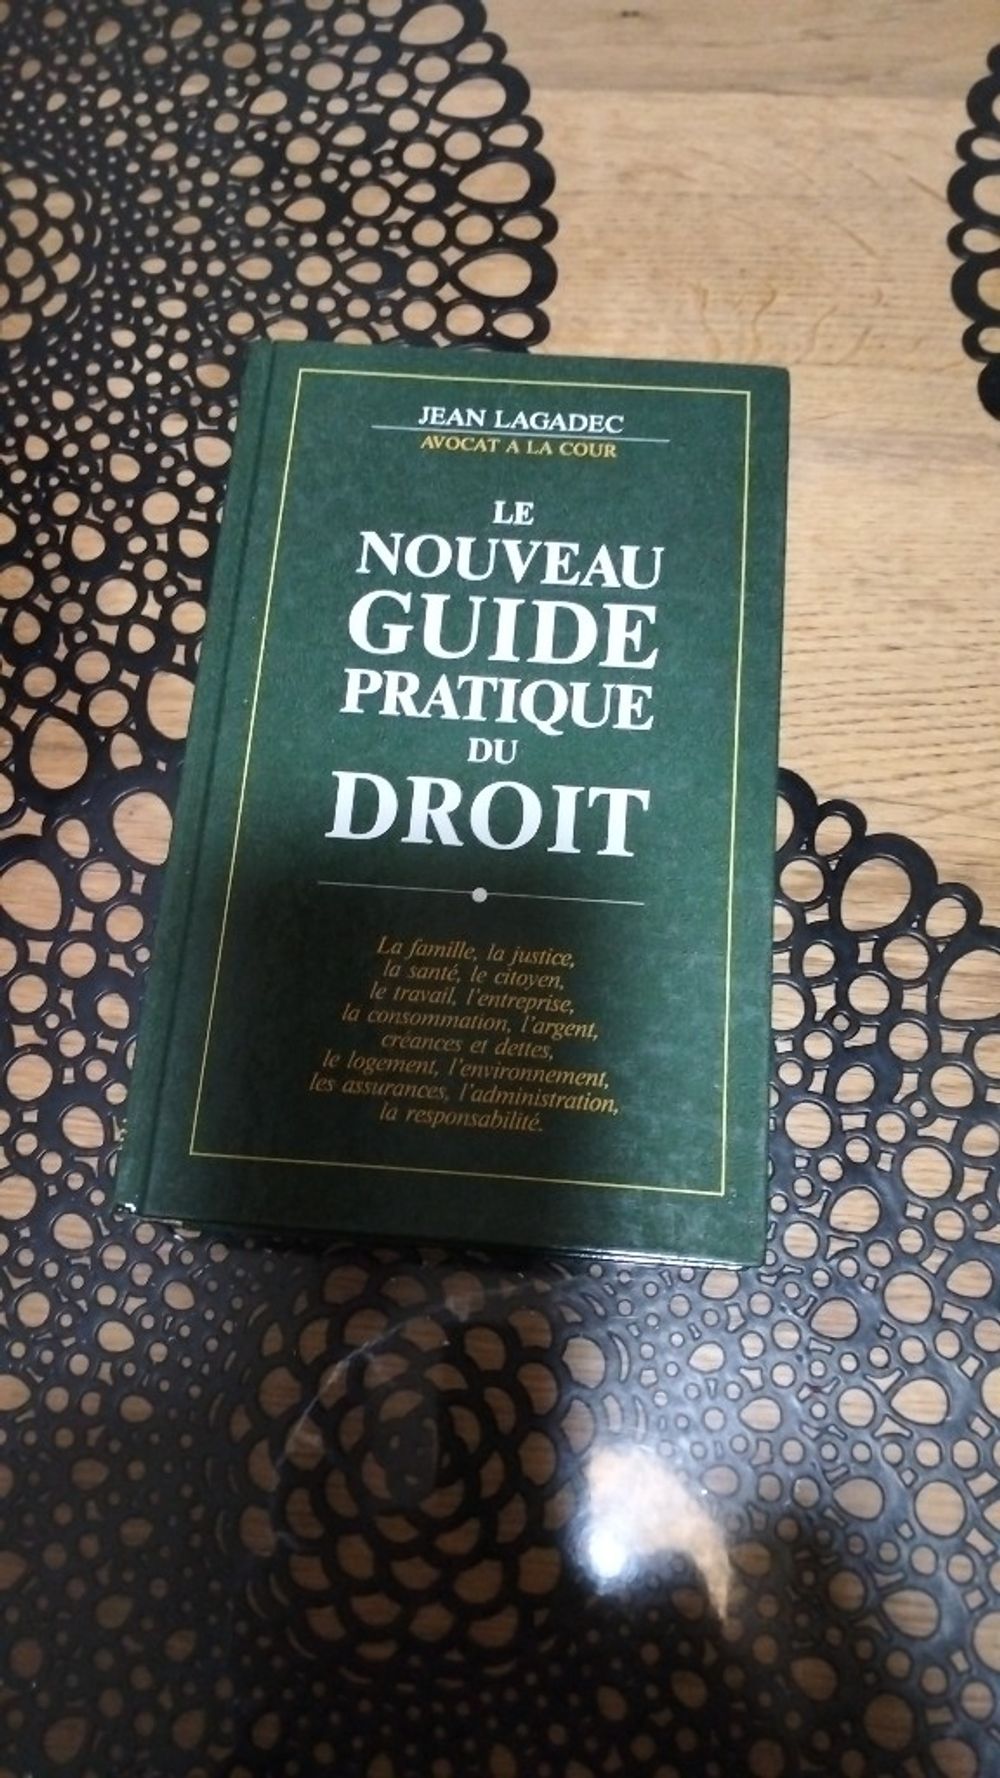 JEAN LAGADEC
AVOCAT A LA COUR
LE
NOUVEAU
GUIDE
PRATIQUE
DU
DROIT
La famille, la justice,
la santé, le citoyen,
le travail, l'entreprise,
la consommation, l'argent,
créances et dettes,
le logement, l'environnement,
les assurances, l'administration,
la responsabilité.